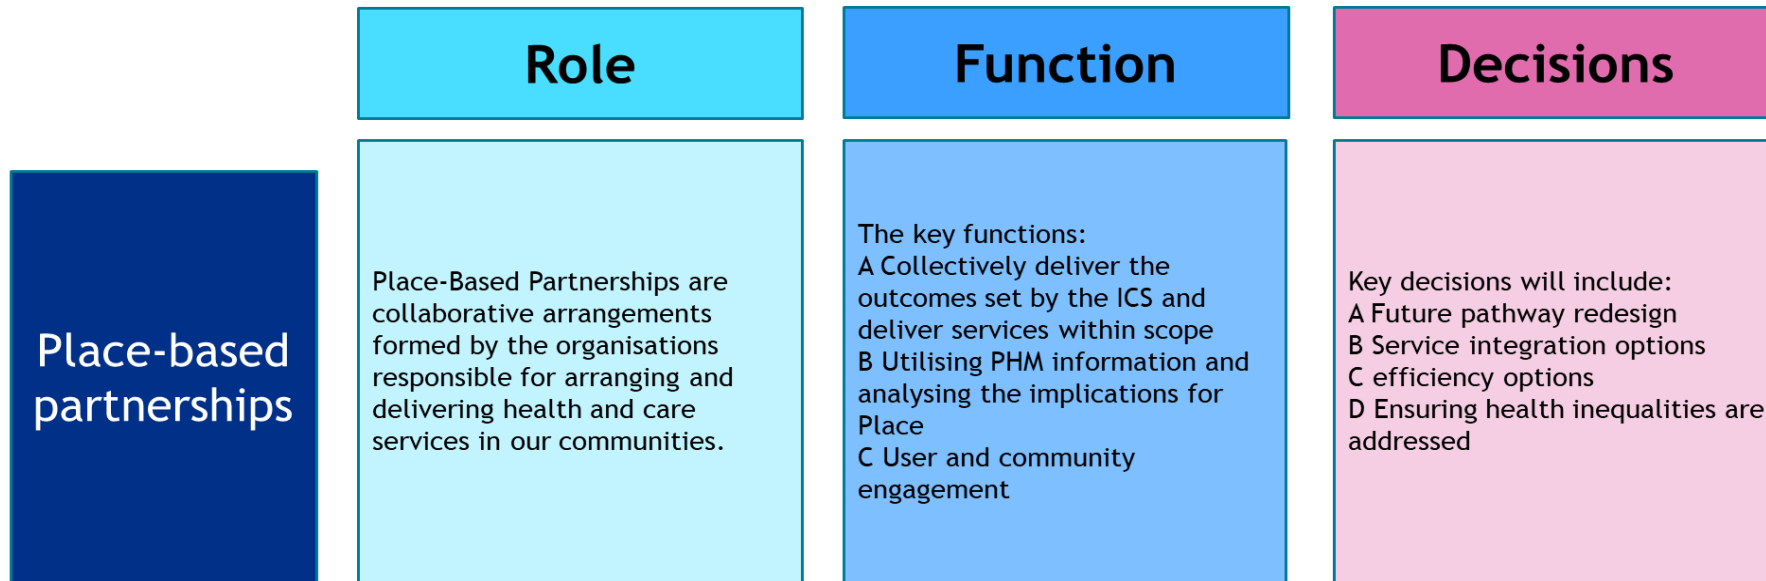 Role
Function
Decisions
Place-based
partnerships
Place-Based Partnerships are
collaborative arrangements
formed by the organisations
responsible for arranging and
delivering health and care
services in our communities.
The key functions:
A Collectively deliver the
outcomes set by the ICS and
deliver services within scope
B Utilising PHM information and
analysing the implications for
Place
C User and community
engagement
Key decisions will include:
A Future pathway redesign
B Service integration options
C efficiency options
D Ensuring health inequalities are
addressed